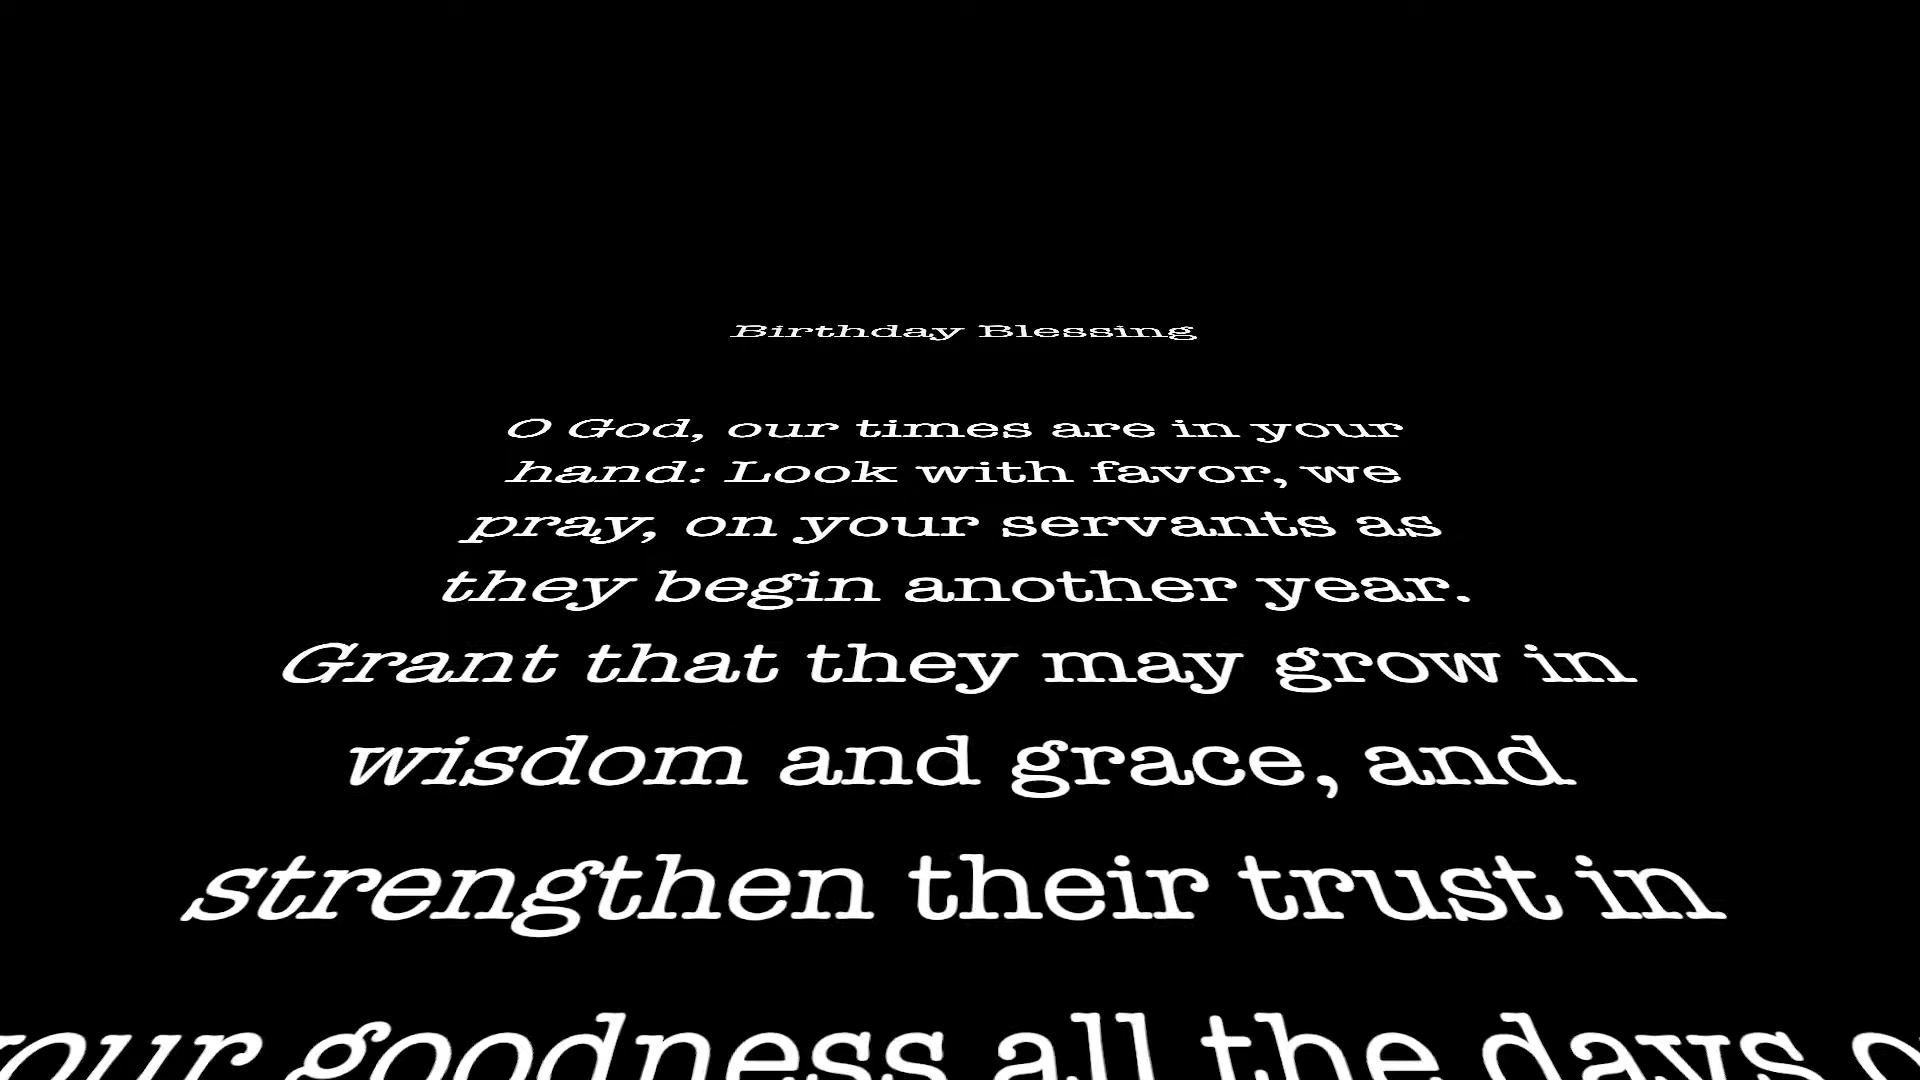 Birthday Blessing
O God, our times are in your
hand: Look with favor, we
pray, on your servants as
they begin another year.
Grant that they may grow in
wisdom and grace, and
strengthen their trust in
your goodness all the days